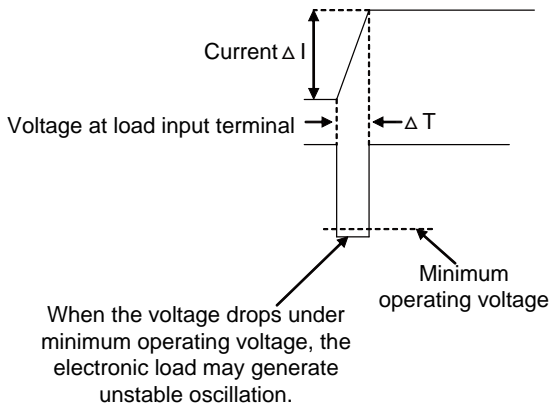 Current Δ I
Voltage at load input terminal
Δ T
Minimum
operating voltage
When the voltage drops under
minimum operating voltage, the
electronic load may generate
unstable oscillation.